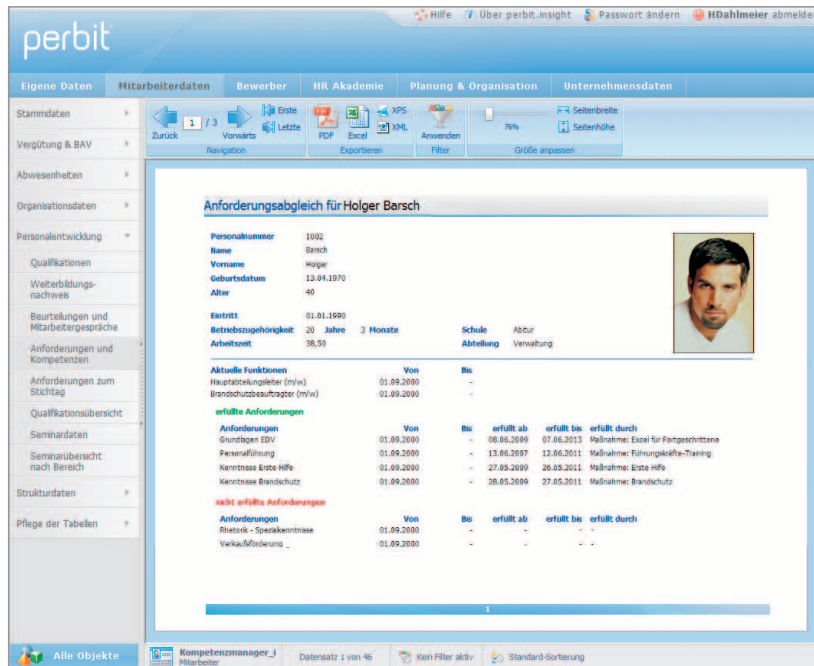 Hilfe Über perbit.insight Passwort ändern HDahlmeier abmelde
perbit
Eigene Daten Mitarbeiterdaten Bewerber HR Akademie Planung & Organisation Unternehmensdaten
Stammdaten
Vergütung & BAV
Abwesenheiten
Organisationsdaten
Personalentwicklung
Qualifikationen
Weiterbildungs-
nachweis
Beurteilungen und
Mitarbeitergespräche
Anforderungen und
Kompetenzen
Anforderungen zum
Stichtag
Qualifikationsübersicht
Seminardaten
Seminarübersicht
nach Bereich
Strukturdaten
Pflege der Tabellen
Zurück 1 / 3 Vorwärts Erste Letzte
Navigation
PDF Excel XPS XML
Exportieren
Anwenden
Filter
76% Seitenbreite Seitenhöhe
Größe anpassen
Anforderungsabgleich für Holger Barsch
Personalnummer 1002
Name Barsch
Vorname Holger
Geburtsdatum 13.04.1970
Alter 40
Eintritt 01.01.1990
Betriebszugehörigkeit 20 Jahre 3 Monate Schule Abitur
Arbeitszeit 38,50 Abteilung Verwaltung
Aktuelle Funktionen Von Bis
Hauptabteilungsleiter (m/w) 01.09.2000 -
Brandschutzbeauftragter (m/w) 01.09.2000 -
erfüllte Anforderungen
Anforderungen Von Bis erfüllt ab erfüllt bis erfüllt durch
Grundlagen EDV 01.09.2000 - 08.06.2009 07.06.2013 Maßnahme: Excel für Fortgeschrittene
Personalführung 01.09.2000 - 13.06.2007 12.06.2011 Maßnahme: Führungskräfte-Training
Kenntnisse Erste Hilfe 01.09.2000 - 27.05.2009 26.05.2011 Maßnahme: Erste Hilfe
Kenntnisse Brandschutz 01.09.2000 - 28.05.2009 27.05.2011 Maßnahme: Brandschutz
nicht erfüllte Anforderungen
Anforderungen Von Bis erfüllt ab erfüllt bis erfüllt durch
Rhetorik - Spezialkenntnisse 01.09.2000 - - - -
Verkaufsförderung _ 01.09.2000 - - - -
1
Alle Objekte
Kompetenzmanager_i
Mitarbeiter
Datensatz 1 von 46 Kein Filter aktiv Standard-Sortierung